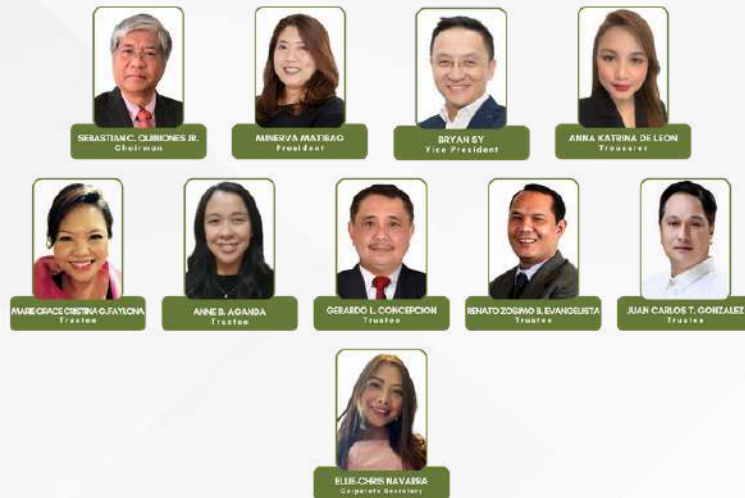 SEBASTIAN C. QUINIONES JR.
Chairman
MINERVA MATIBAG
President
BRYAN SY
Vice President
ANNA KATRINA DE LEON
Treasurer
MARIE GRACE CRISTINA G. FAYLONA
Trustee
ANNE B. AGANDA
Trustee
GERARDO L. CONCEPCION
Trustee
RENATO ZOSIMO B. EVANGELISTA
Trustee
JUAN CARLOS T. GONZALEZ
Trustee
ELLIE-CHRIS NAVARRA
Corporate Secretary